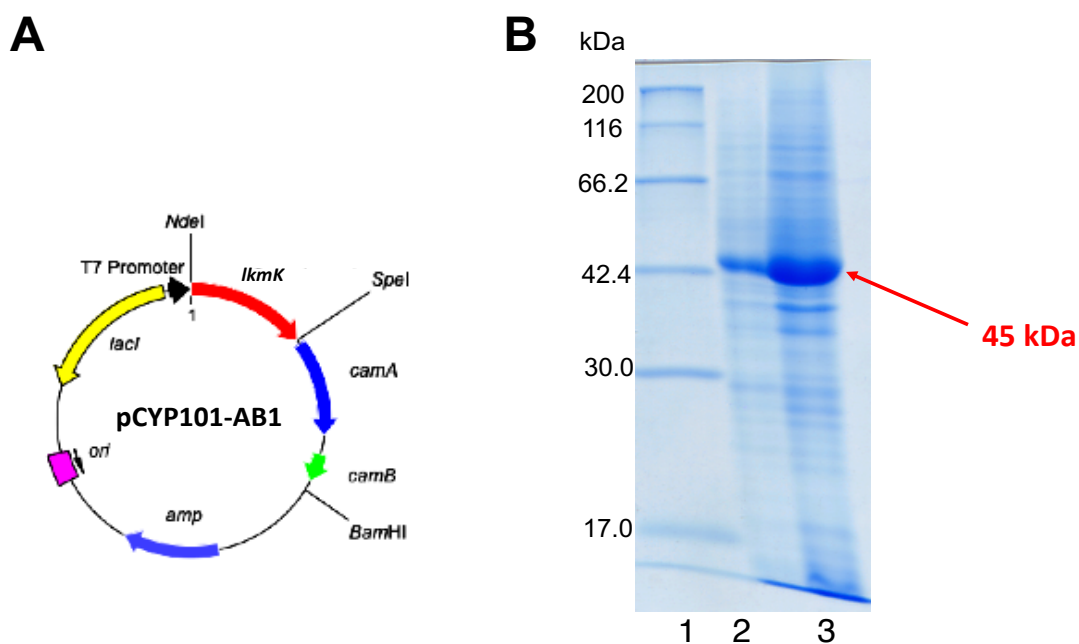 A
NdeI
T7 Promoter
lkmK
SpeI
1
lacI
camA
pCYP101-AB1
ori
camB
amp
BamHI
B
kDa
200
116
66.2
42.4
45 kDa
30.0
17.0
1 2 3